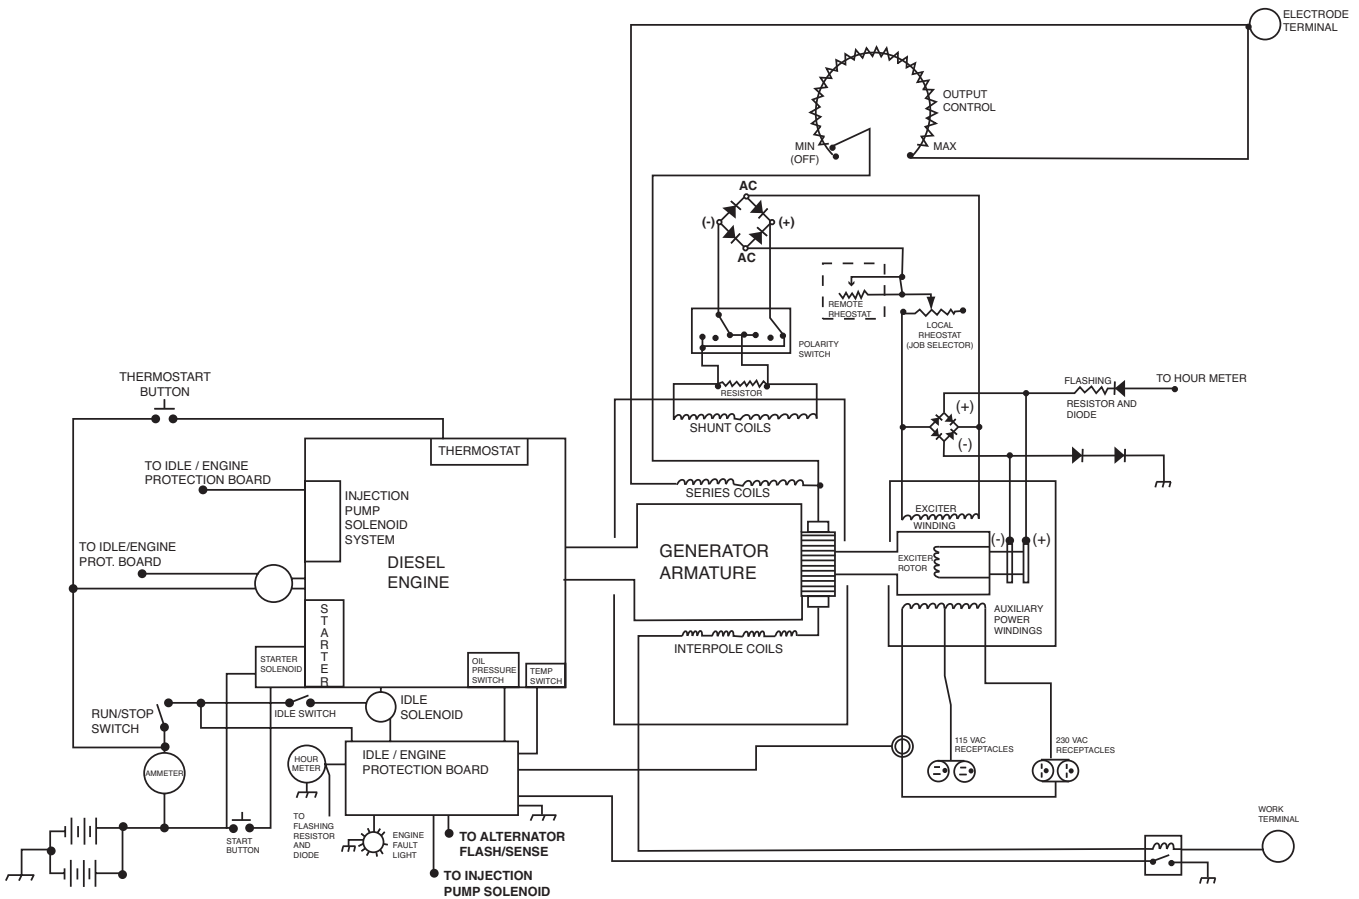 ELECTRODE
TERMINAL
OUTPUT
CONTROL
MIN
(OFF)
MAX
AC
(-)
(+)
AC
REMOTE
RHEOSTAT
LOCAL
RHEOSTAT
(JOB SELECTOR)
POLARITY
SWITCH
RESISTOR
SHUNT COILS
FLASHING
RESISTOR AND
DIODE
TO HOUR METER
(+)
(-)
THERMOSTART
BUTTON
THERMOSTAT
TO IDLE / ENGINE
PROTECTION BOARD
INJECTION
PUMP
SOLENOID
SYSTEM
SERIES COILS
EXCITER
WINDING
(-)
(+)
TO IDLE/ENGINE
PROT. BOARD
DIESEL
ENGINE
GENERATOR
ARMATURE
EXCITER
ROTOR
S
T
A
R
T
E
R
AUXILIARY
POWER
WINDINGS
STARTER
SOLENOID
OIL
PRESSURE
SWITCH
TEMP
SWITCH
INTERPOLE COILS
RUN/STOP
SWITCH
IDLE SWITCH
IDLE
SOLENOID
115 VAC
RECEPTACLES
230 VAC
RECEPTACLES
AMMETER
HOUR
METER
IDLE / ENGINE
PROTECTION BOARD
START
BUTTON
TO
FLASHING
RESISTOR
AND
DIODE
ENGINE
FAULT
LIGHT
TO ALTERNATOR
FLASH/SENSE
TO INJECTION
PUMP SOLENOID
WORK
TERMINAL